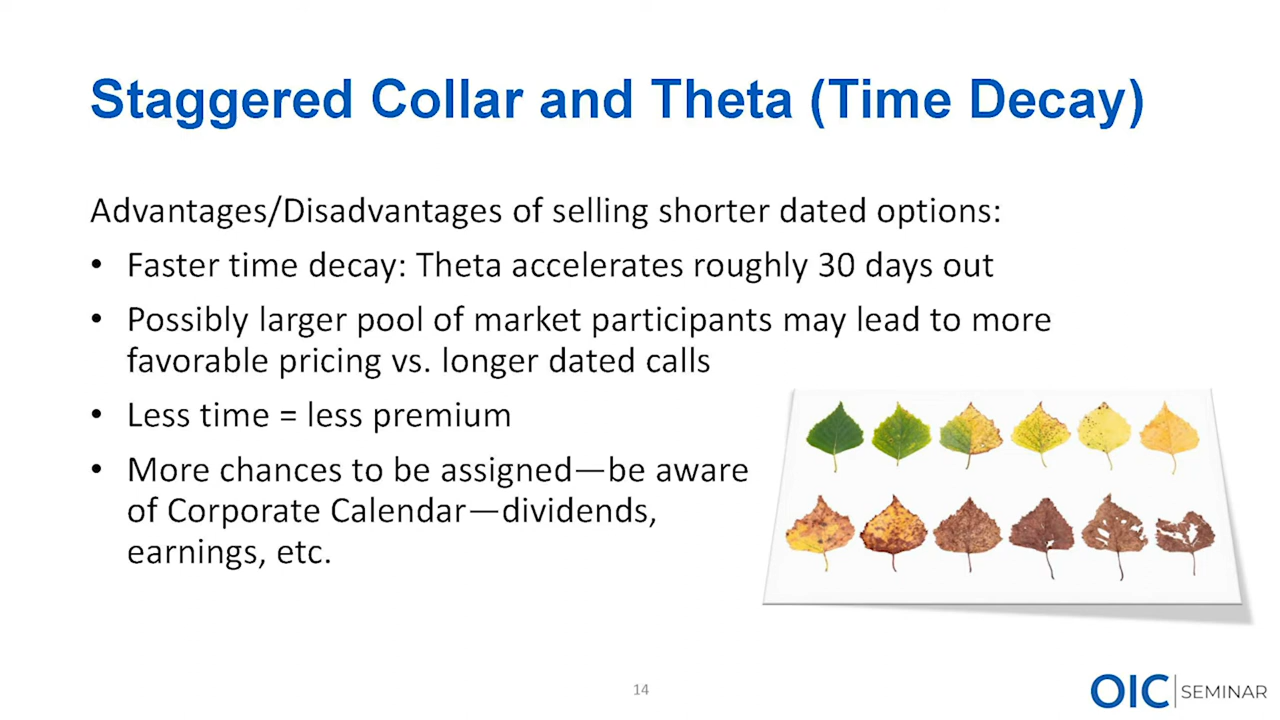 Staggered Collar and Theta (Time Decay)
Advantages/Disadvantages of selling shorter dated options:
• Faster time decay: Theta accelerates roughly 30 days out
• Possibly larger pool of market participants may lead to more
favorable pricing vs. longer dated calls
• Less time = less premium
• More chances to be assigned—be aware
of Corporate Calendar—dividends,
earnings, etc.
14
OIC SEMINAR